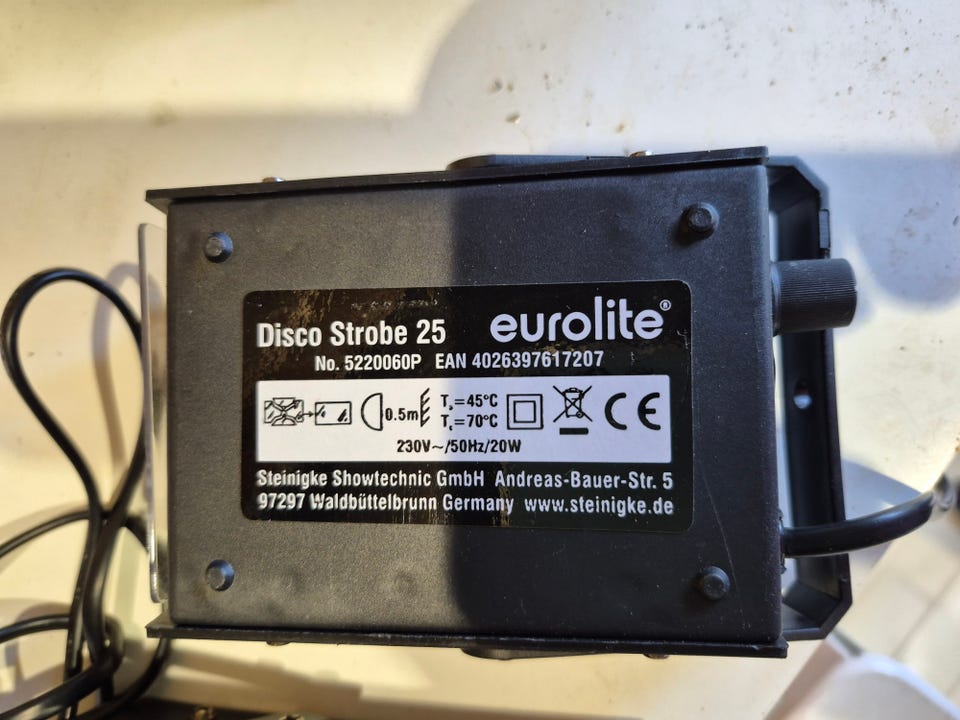 Disco Strobe 25 eurolite®
No. 5220060P EAN 4026397617207
0.5m Ta=45°C
Tc=70°C
CE
230V~/50Hz/20W
Steinigke Showtechnic GmbH Andreas-Bauer-Str. 5
97297 Waldbüttelbrunn Germany www.steinigke.de